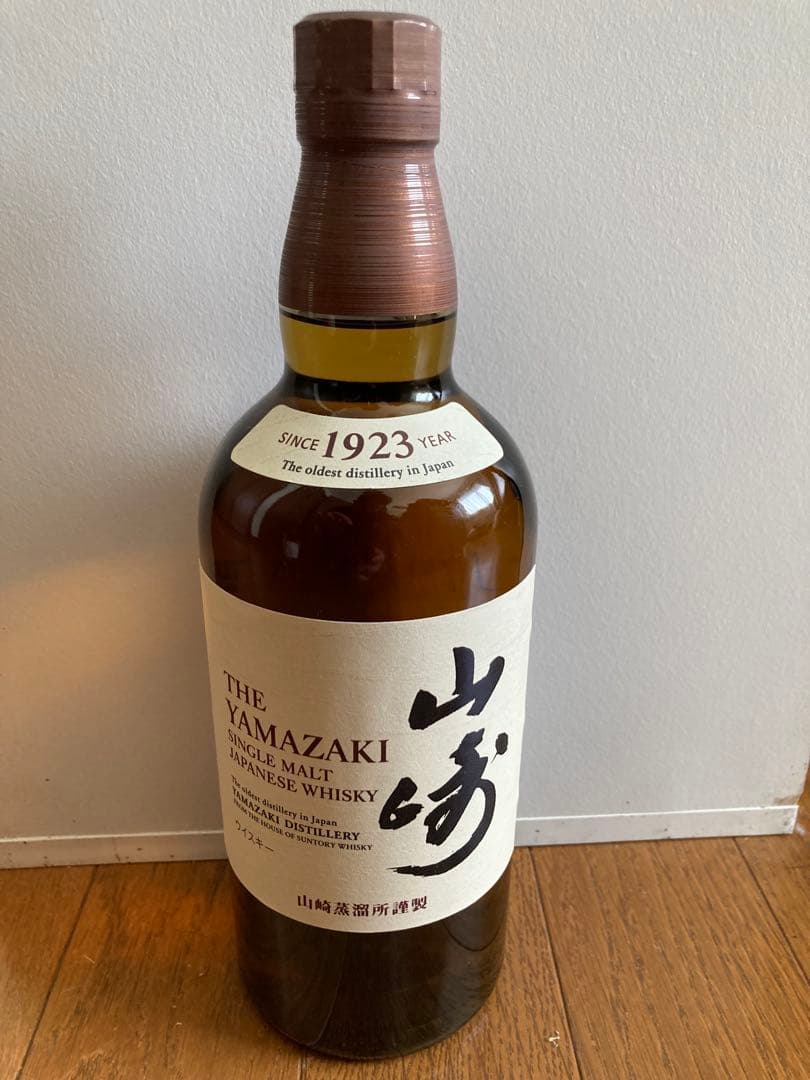 SINCE 1923 YEAR
The oldest distillery in Japan
THE
YAMAZAKI
SINGLE MALT
JAPANESE WHISKY
The oldest distillery in Japan
YAMAZAKI DISTILLERY
FROM THE HOUSE OF SUNTORY WHISKY
ウイスキー
山崎
山崎蒸溜所謹製